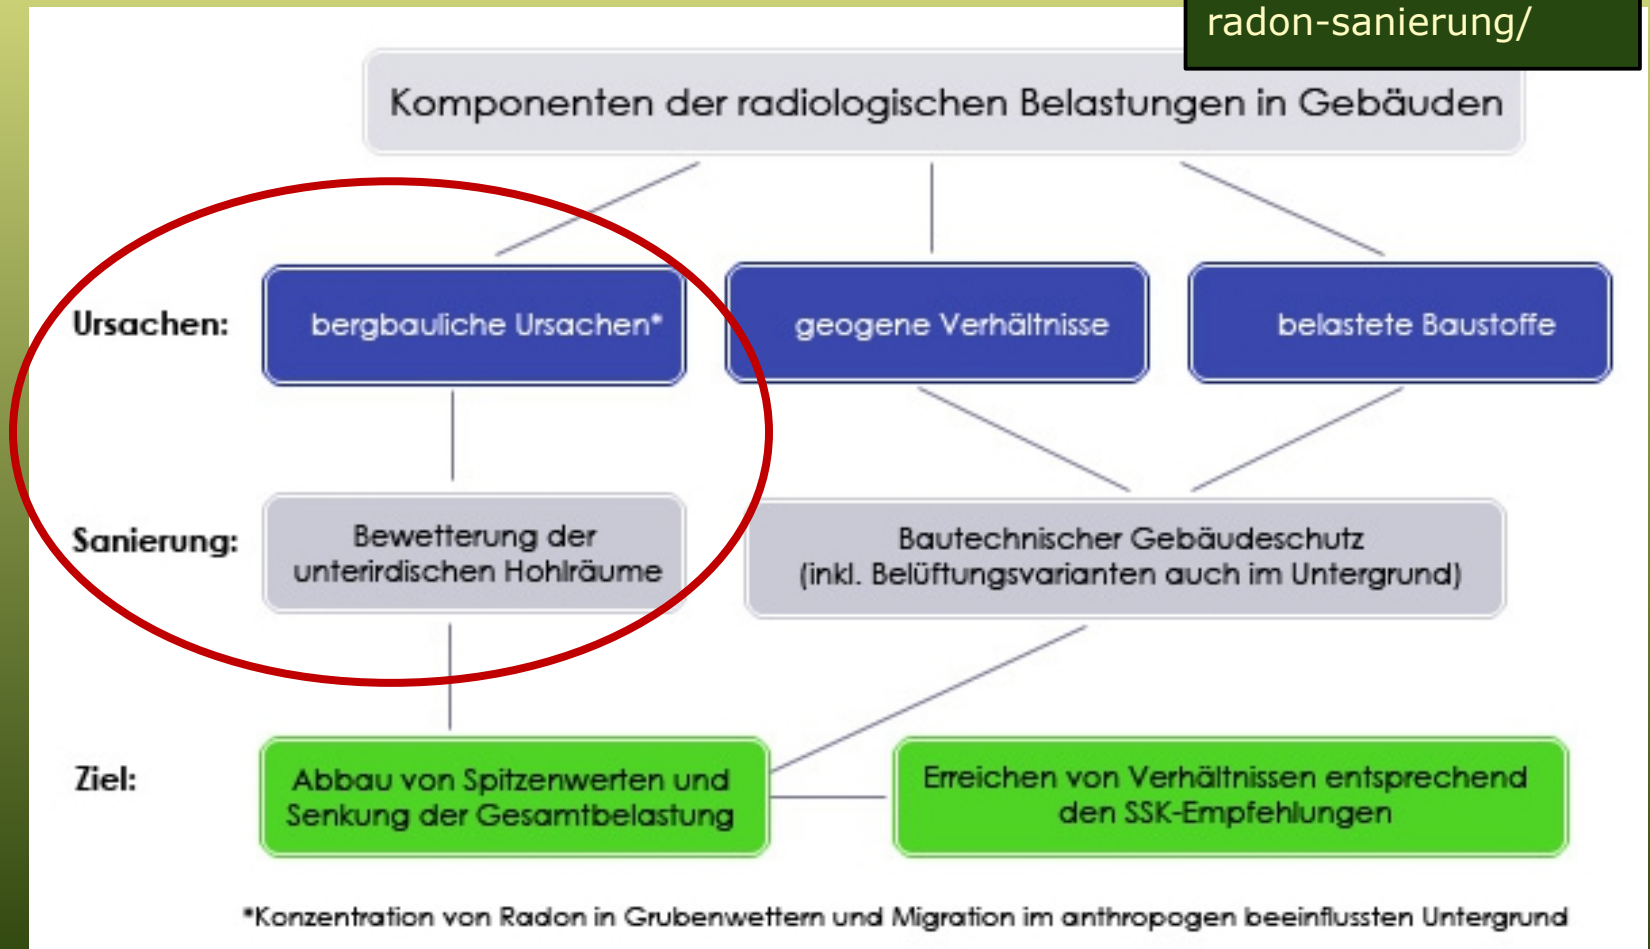 radon-sanierung/
Komponenten der radiologischen Belastungen in Gebäuden
Ursachen:
bergbauliche Ursachen*
geogene Verhältnisse
belastete Baustoffe
Sanierung:
Bewetterung der
unterirdischen Hohlräume
Bautechnischer Gebäudeschutz
(inkl. Belüftungsvarianten auch im Untergrund)
Ziel:
Abbau von Spitzenwerten und
Senkung der Gesamtbelastung
Erreichen von Verhältnissen entsprechend
den SSK-Empfehlungen
*Konzentration von Radon in Grubenwettern und Migration im anthropogen beeinflussten Untergrund